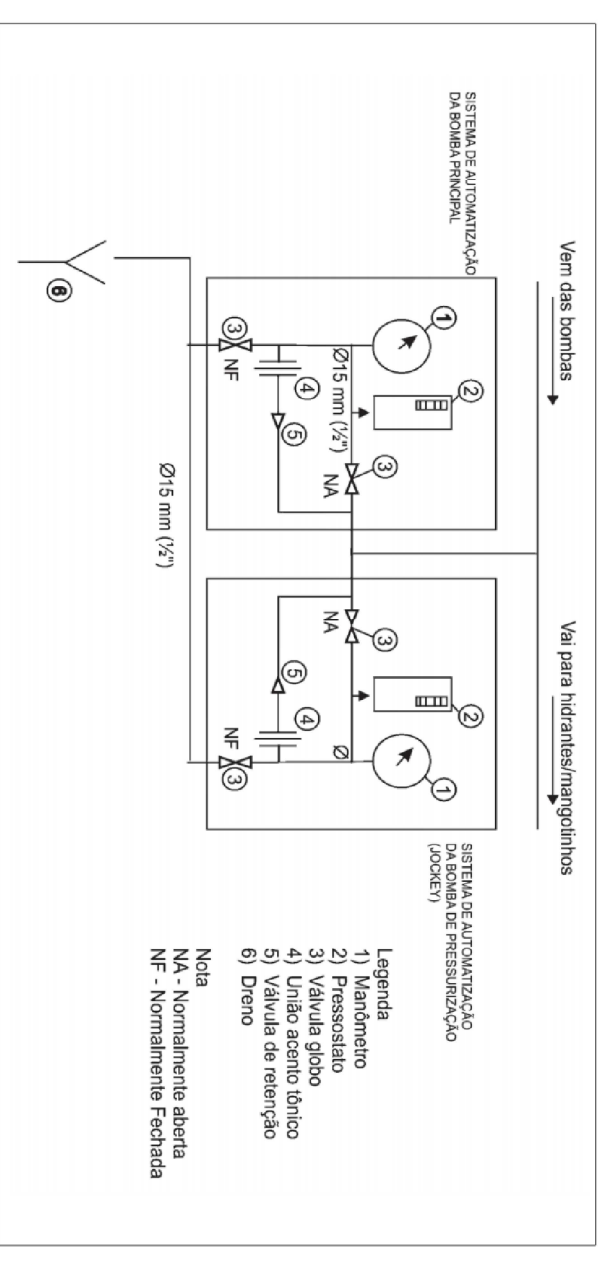 Vem das bombas
Vai para hidrantes/mangotinhos
SISTEMA DE AUTOMATIZAÇÃO
DA BOMBA PRINCIPAL
SISTEMA DE AUTOMATIZAÇÃO
DA BOMBA DE PRESSURIZAÇÃO
(JOCKEY)
1
2
3
Ø15 mm (½")
NA
4
5
3
NF
2
1
3
NA
Ø
5
4
NF
3
Ø15 mm (½")
6
Legenda
1) Manômetro
2) Pressostato
3) Válvula globo
4) União acento tônico
5) Válvula de retenção
6) Dreno
Nota
NA - Normalmente aberta
NF - Normalmente Fechada